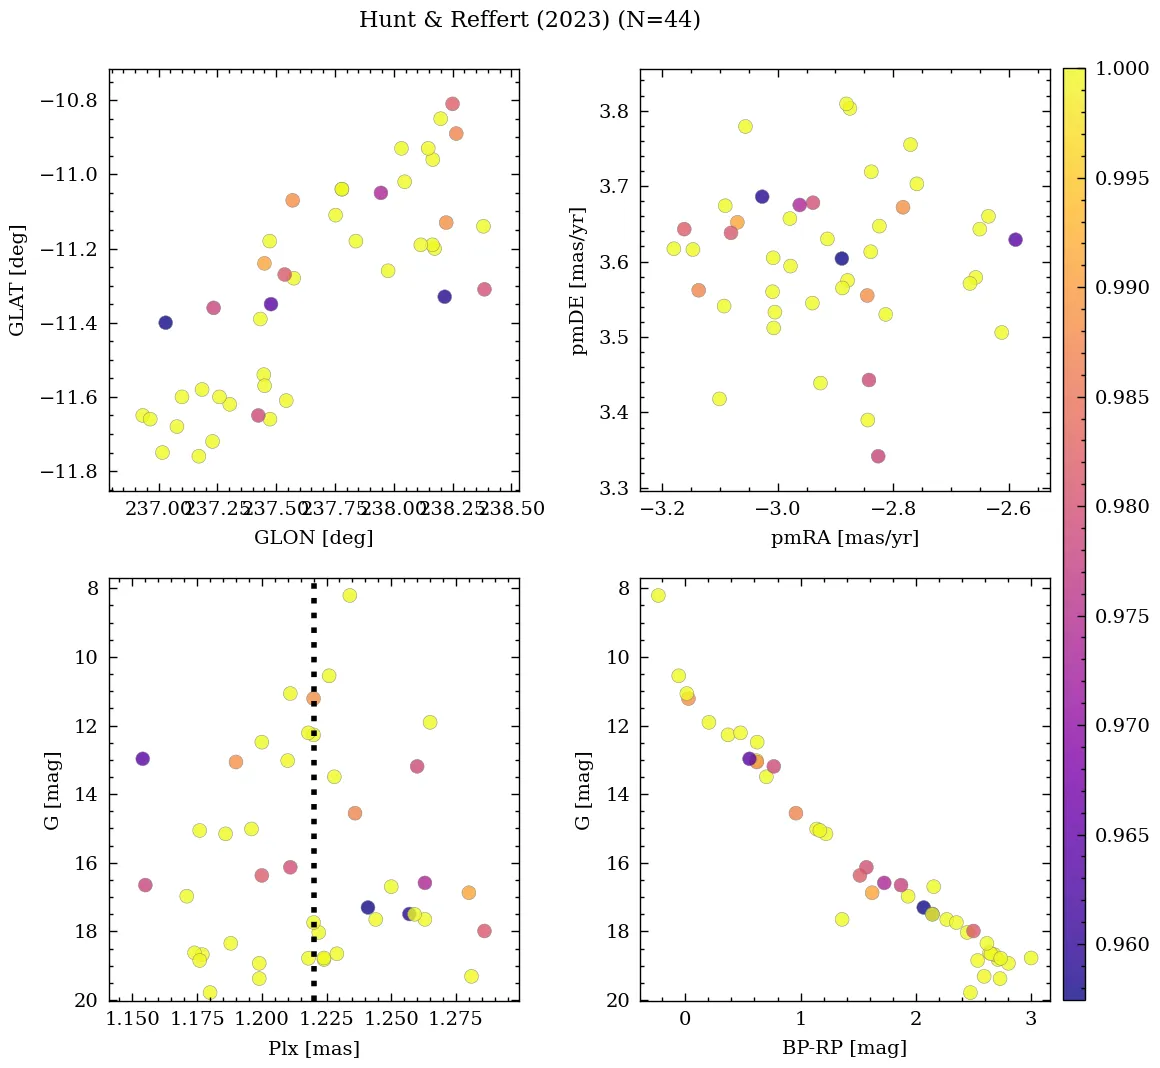 Hunt & Reffert (2023) (N=44)
−10.8
−11.0
−11.2
−11.4
−11.6
−11.8
GLAT [deg]
237.00 237.25 237.50 237.75 238.00 238.25 238.50
GLON [deg]
3.8
3.7
3.6
3.5
3.4
3.3
pmDE [mas/yr]
−3.2 −3.0 −2.8 −2.6
pmRA [mas/yr]
8
10
12
14
16
18
20
G [mag]
1.150 1.175 1.200 1.225 1.250 1.275
Plx [mas]
8
10
12
14
16
18
20
G [mag]
0 1 2 3
BP-RP [mag]
1.000
0.995
0.990
0.985
0.980
0.975
0.970
0.965
0.960